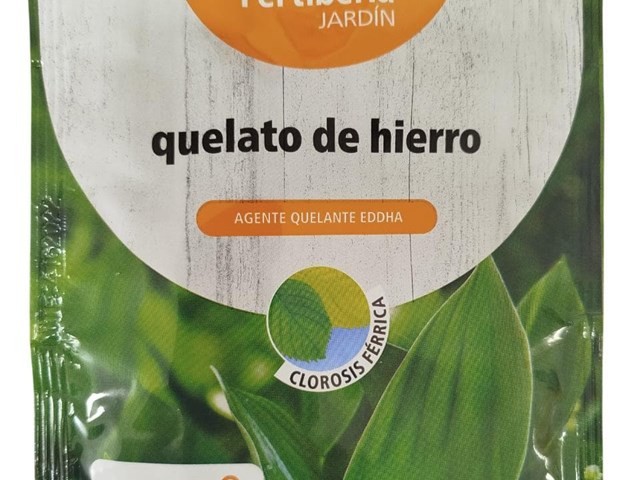 JARDÍN
quelato de hierro
AGENTE QUELANTE EDDHA
CLOROSIS FÉRRICA